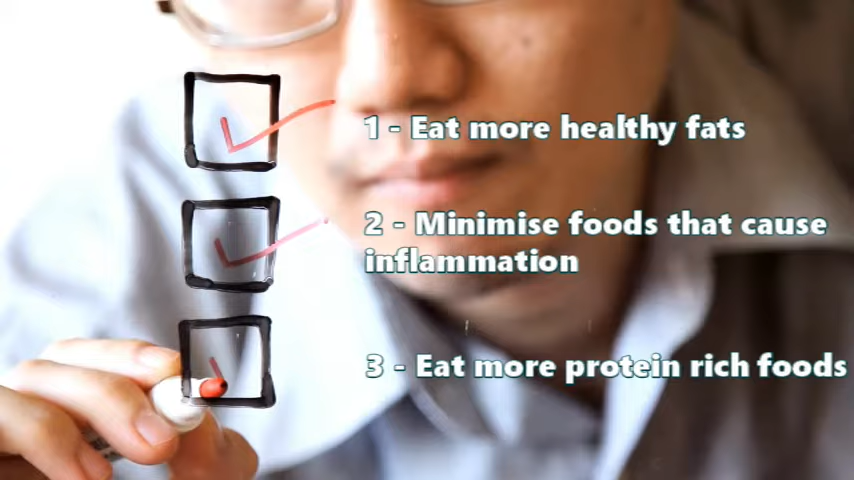 1 - Eat more healthy fats
2 - Minimise foods that cause
inflammation
3 - Eat more protein rich foods